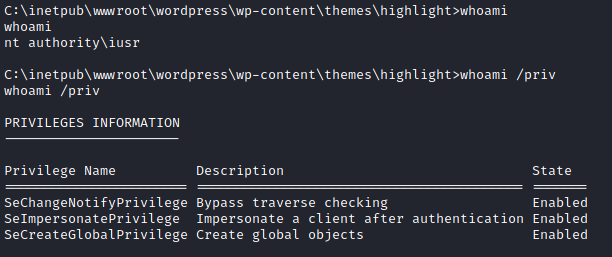 C:\inetpub\wwwroot\wordpress\wp-content\themes\highlight>whoami
whoami
nt authority\iusr
C:\inetpub\wwwroot\wordpress\wp-content\themes\highlight>whoami /priv
whoami /priv
PRIVILEGES INFORMATION
----------------------
Privilege Name Description State
======================= ========================================= =======
SeChangeNotifyPrivilege Bypass traverse checking Enabled
SeImpersonatePrivilege Impersonate a client after authentication Enabled
SeCreateGlobalPrivilege Create global objects Enabled